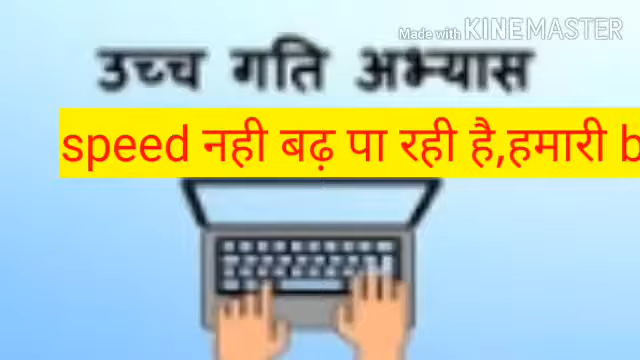 Made with KINEMASTER
उच्च गति अभ्यास
speed नही बढ़ पा रही है,हमारी b